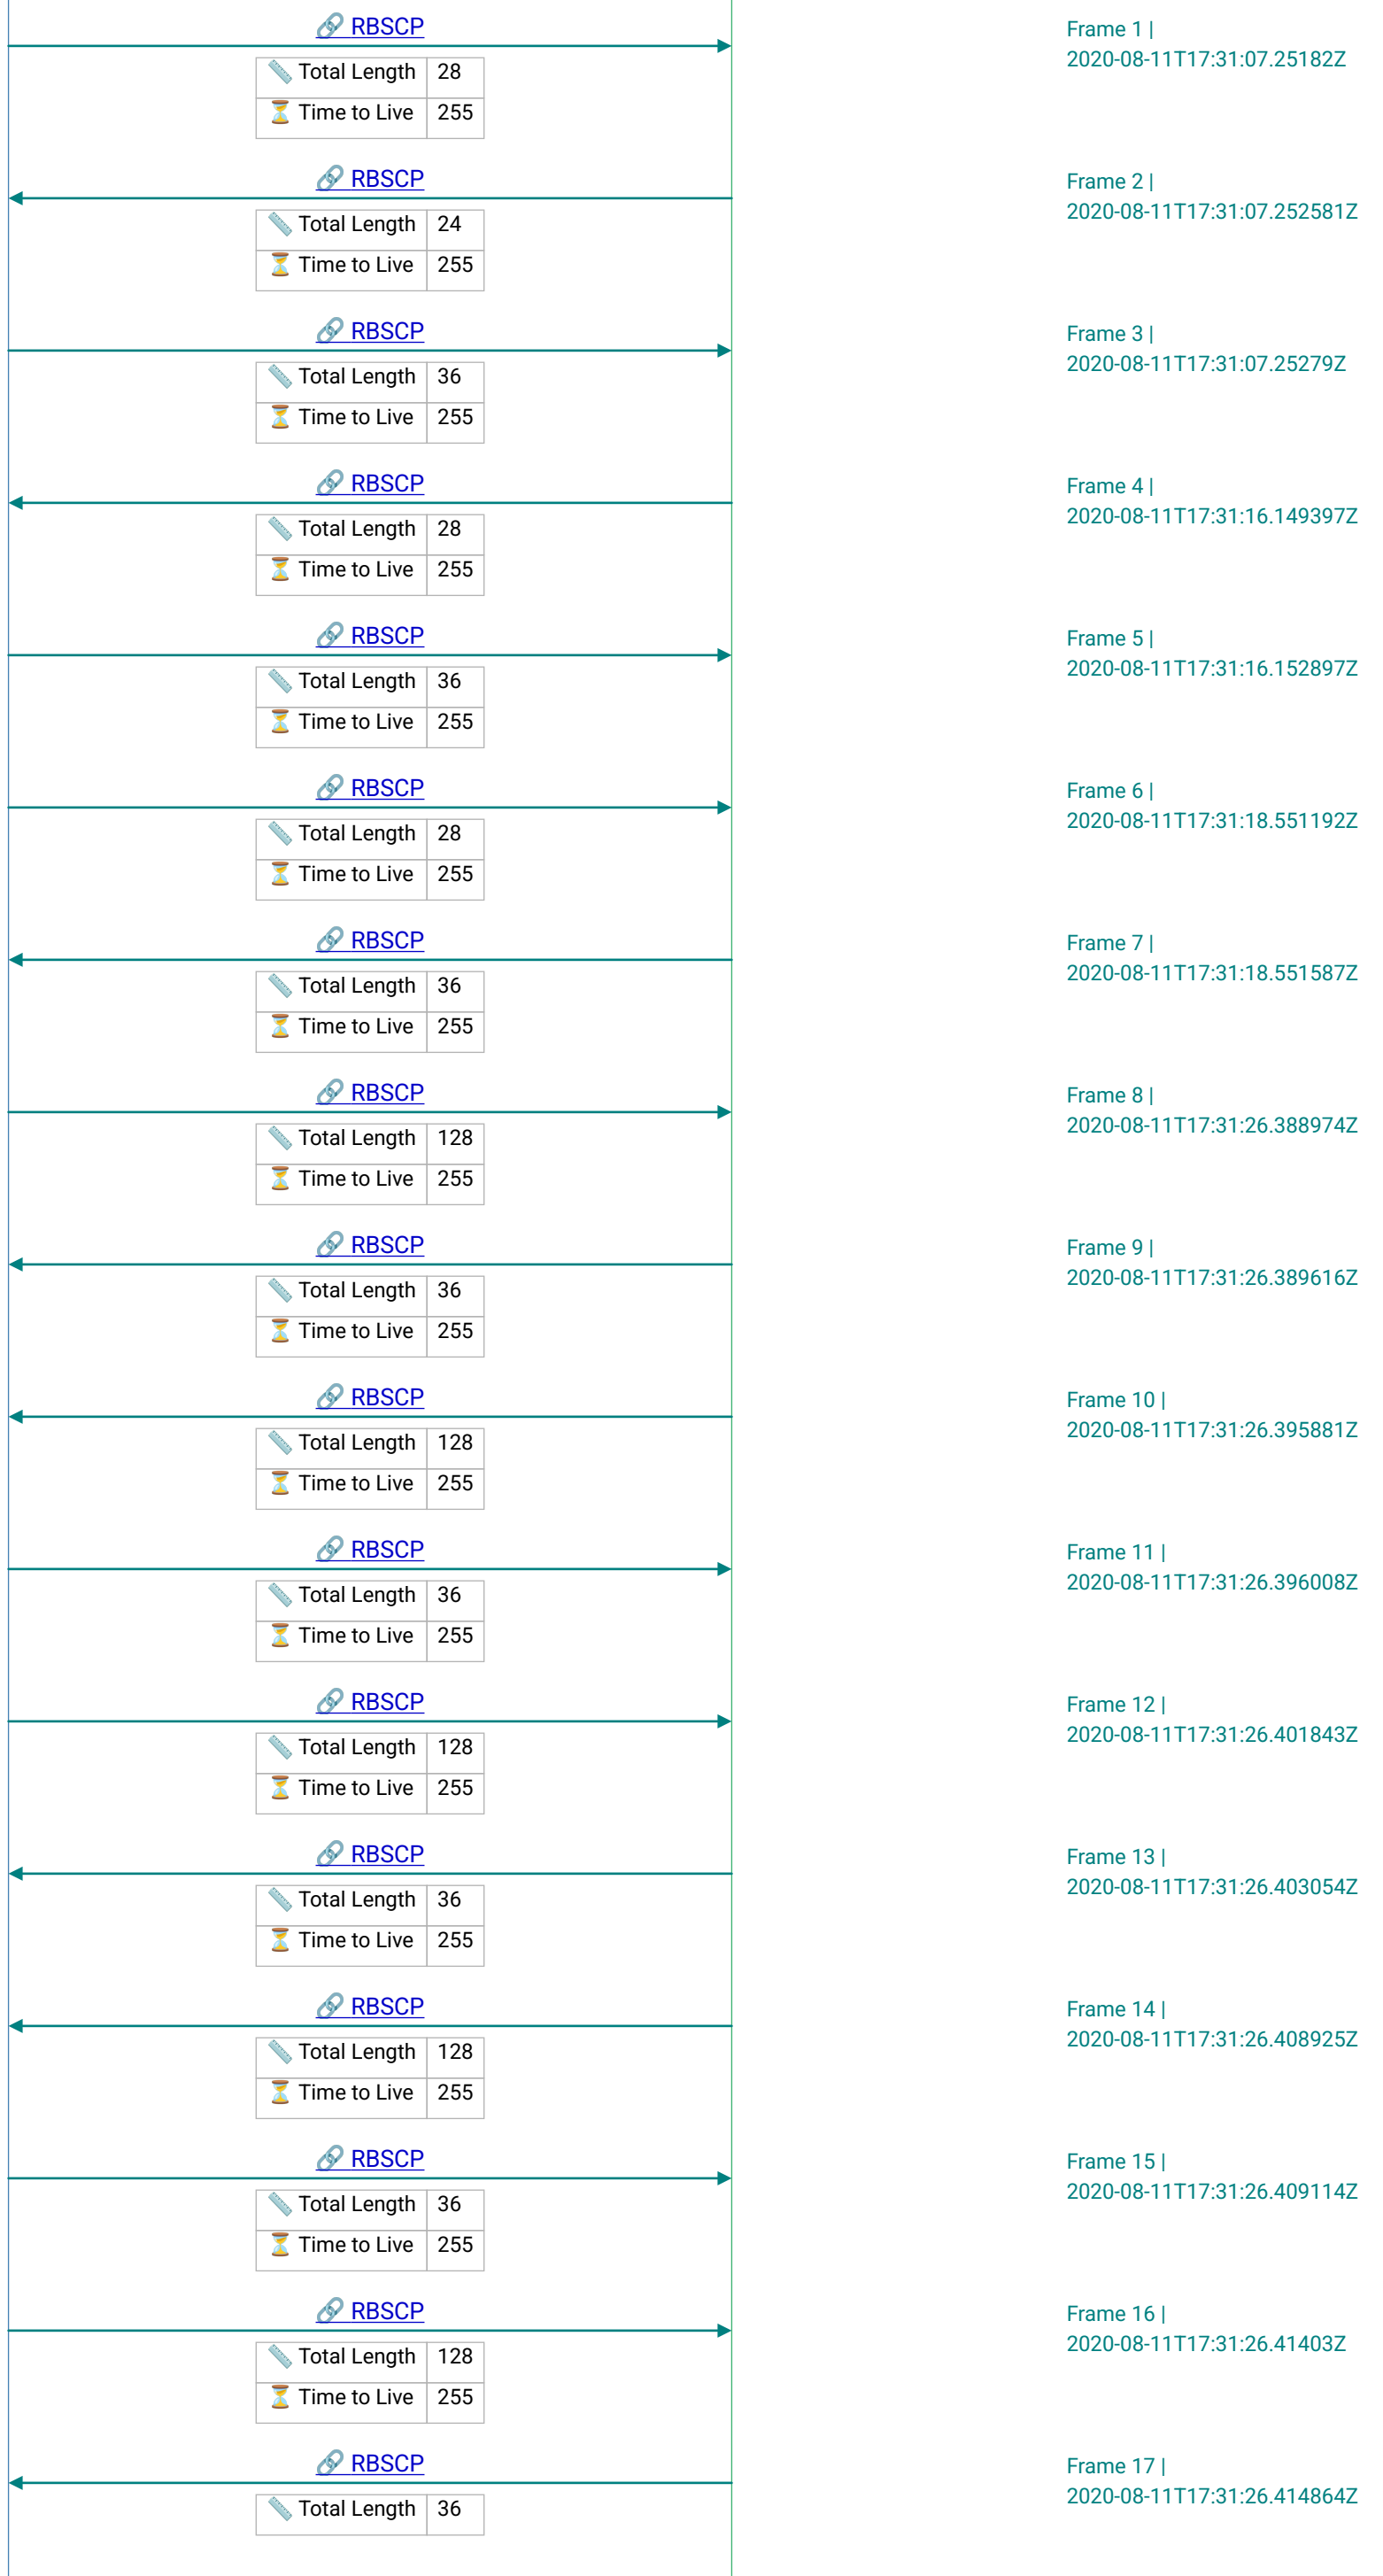 🔗 RBSCP
Frame 1 |
2020-08-11T17:31:07.25182Z
📏 Total Length 28
⏳ Time to Live 255
🔗 RBSCP
Frame 2 |
2020-08-11T17:31:07.252581Z
📏 Total Length 24
⏳ Time to Live 255
🔗 RBSCP
Frame 3 |
2020-08-11T17:31:07.25279Z
📏 Total Length 36
⏳ Time to Live 255
🔗 RBSCP
Frame 4 |
2020-08-11T17:31:16.149397Z
📏 Total Length 28
⏳ Time to Live 255
🔗 RBSCP
Frame 5 |
2020-08-11T17:31:16.152897Z
📏 Total Length 36
⏳ Time to Live 255
🔗 RBSCP
Frame 6 |
2020-08-11T17:31:18.551192Z
📏 Total Length 28
⏳ Time to Live 255
🔗 RBSCP
Frame 7 |
2020-08-11T17:31:18.551587Z
📏 Total Length 36
⏳ Time to Live 255
🔗 RBSCP
Frame 8 |
2020-08-11T17:31:26.388974Z
📏 Total Length 128
⏳ Time to Live 255
🔗 RBSCP
Frame 9 |
2020-08-11T17:31:26.389616Z
📏 Total Length 36
⏳ Time to Live 255
🔗 RBSCP
Frame 10 |
2020-08-11T17:31:26.395881Z
📏 Total Length 128
⏳ Time to Live 255
🔗 RBSCP
Frame 11 |
2020-08-11T17:31:26.396008Z
📏 Total Length 36
⏳ Time to Live 255
🔗 RBSCP
Frame 12 |
2020-08-11T17:31:26.401843Z
📏 Total Length 128
⏳ Time to Live 255
🔗 RBSCP
Frame 13 |
2020-08-11T17:31:26.403054Z
📏 Total Length 36
⏳ Time to Live 255
🔗 RBSCP
Frame 14 |
2020-08-11T17:31:26.408925Z
📏 Total Length 128
⏳ Time to Live 255
🔗 RBSCP
Frame 15 |
2020-08-11T17:31:26.409114Z
📏 Total Length 36
⏳ Time to Live 255
🔗 RBSCP
Frame 16 |
2020-08-11T17:31:26.41403Z
📏 Total Length 128
⏳ Time to Live 255
🔗 RBSCP
Frame 17 |
2020-08-11T17:31:26.414864Z
📏 Total Length 36